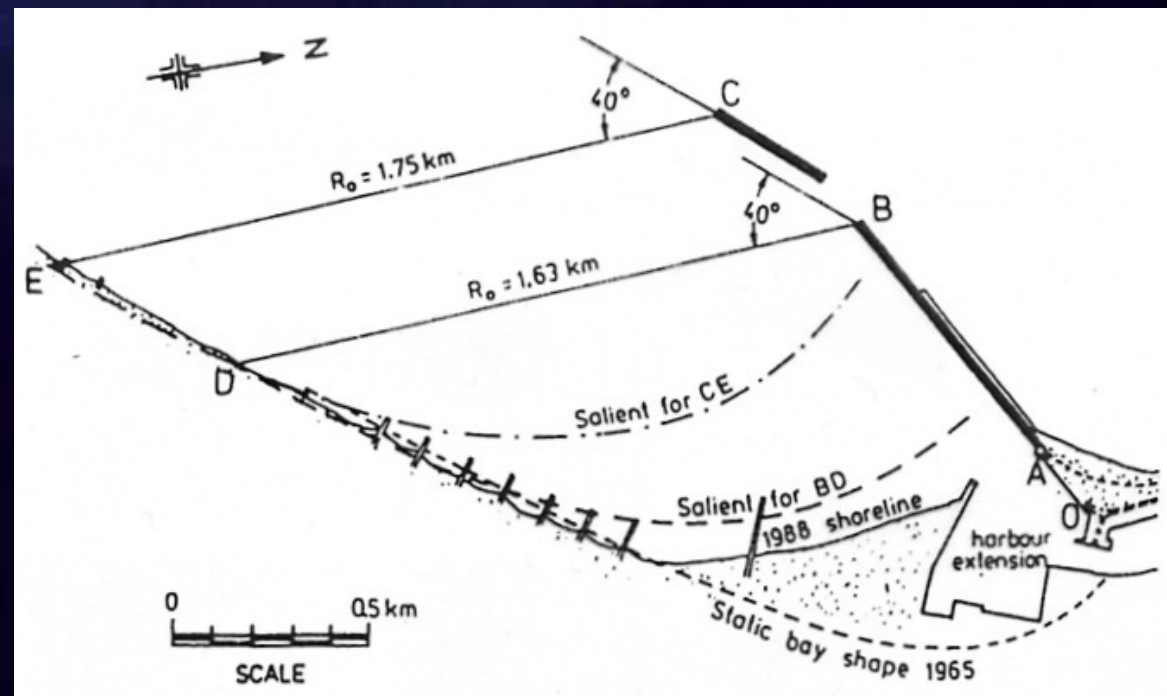 N
C
40°
R₀ = 1.75 km
B
40°
E
R₀ = 1.63 km
D
Salient for CE
A
Salient for BD
1988 shoreline
O
harbour
extension
0
0.5 km
SCALE
Static bay shape 1965